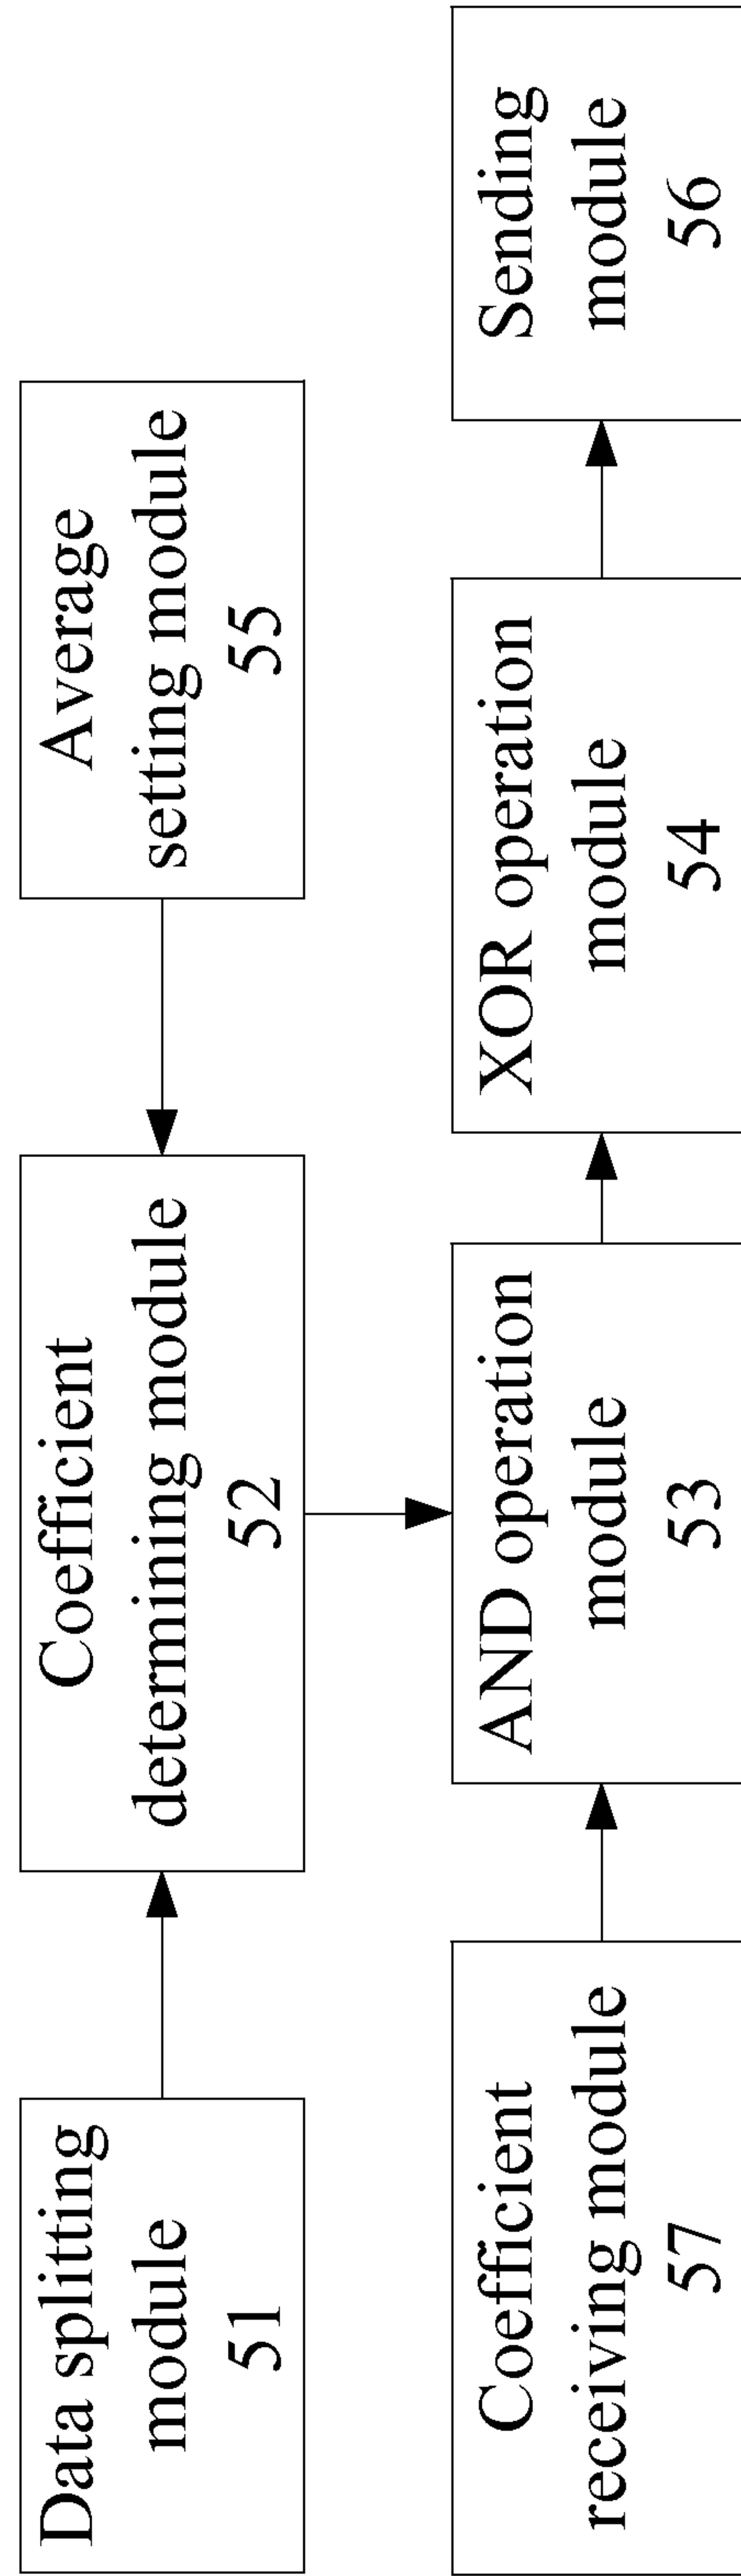 Data splitting
module
51
Coefficient
determining module
52
Average
setting module
55
Coefficient
receiving module
57
AND operation
module
53
XOR operation
module
54
Sending
module
56